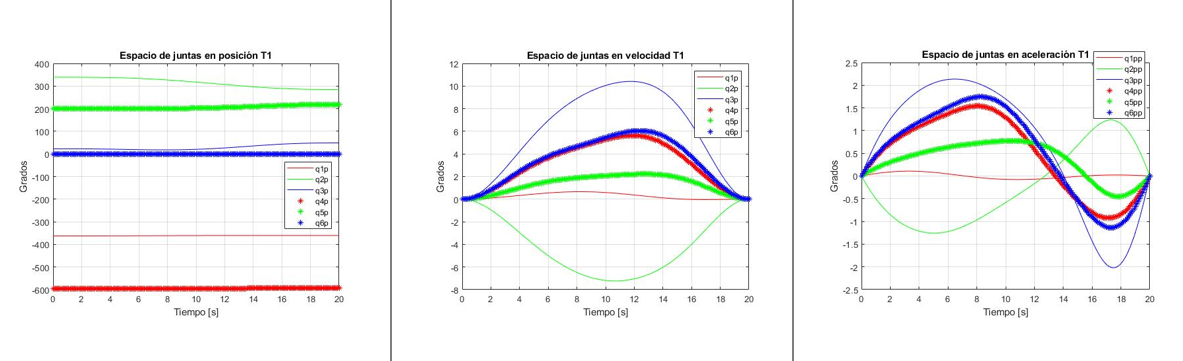 Espacio de juntas en posición T1
400
300
200
100
0
-100
-200
-300
-400
-500
-600
Grados
0 2 4 6 8 10 12 14 16 18 20
Tiempo [s]
q1p
q2p
q3p
q4p
q5p
q6p
Espacio de juntas en velocidad T1
12
10
8
6
4
2
0
-2
-4
-6
-8
Grados
0 2 4 6 8 10 12 14 16 18 20
Tiempo [s]
q1p
q2p
q3p
q4p
q5p
q6p
Espacio de juntas en aceleración T1
2.5
2
1.5
1
0.5
0
-0.5
-1
-1.5
-2
-2.5
Grados
0 2 4 6 8 10 12 14 16 18 20
Tiempo [s]
q1pp
q2pp
q3pp
q4pp
q5pp
q6pp